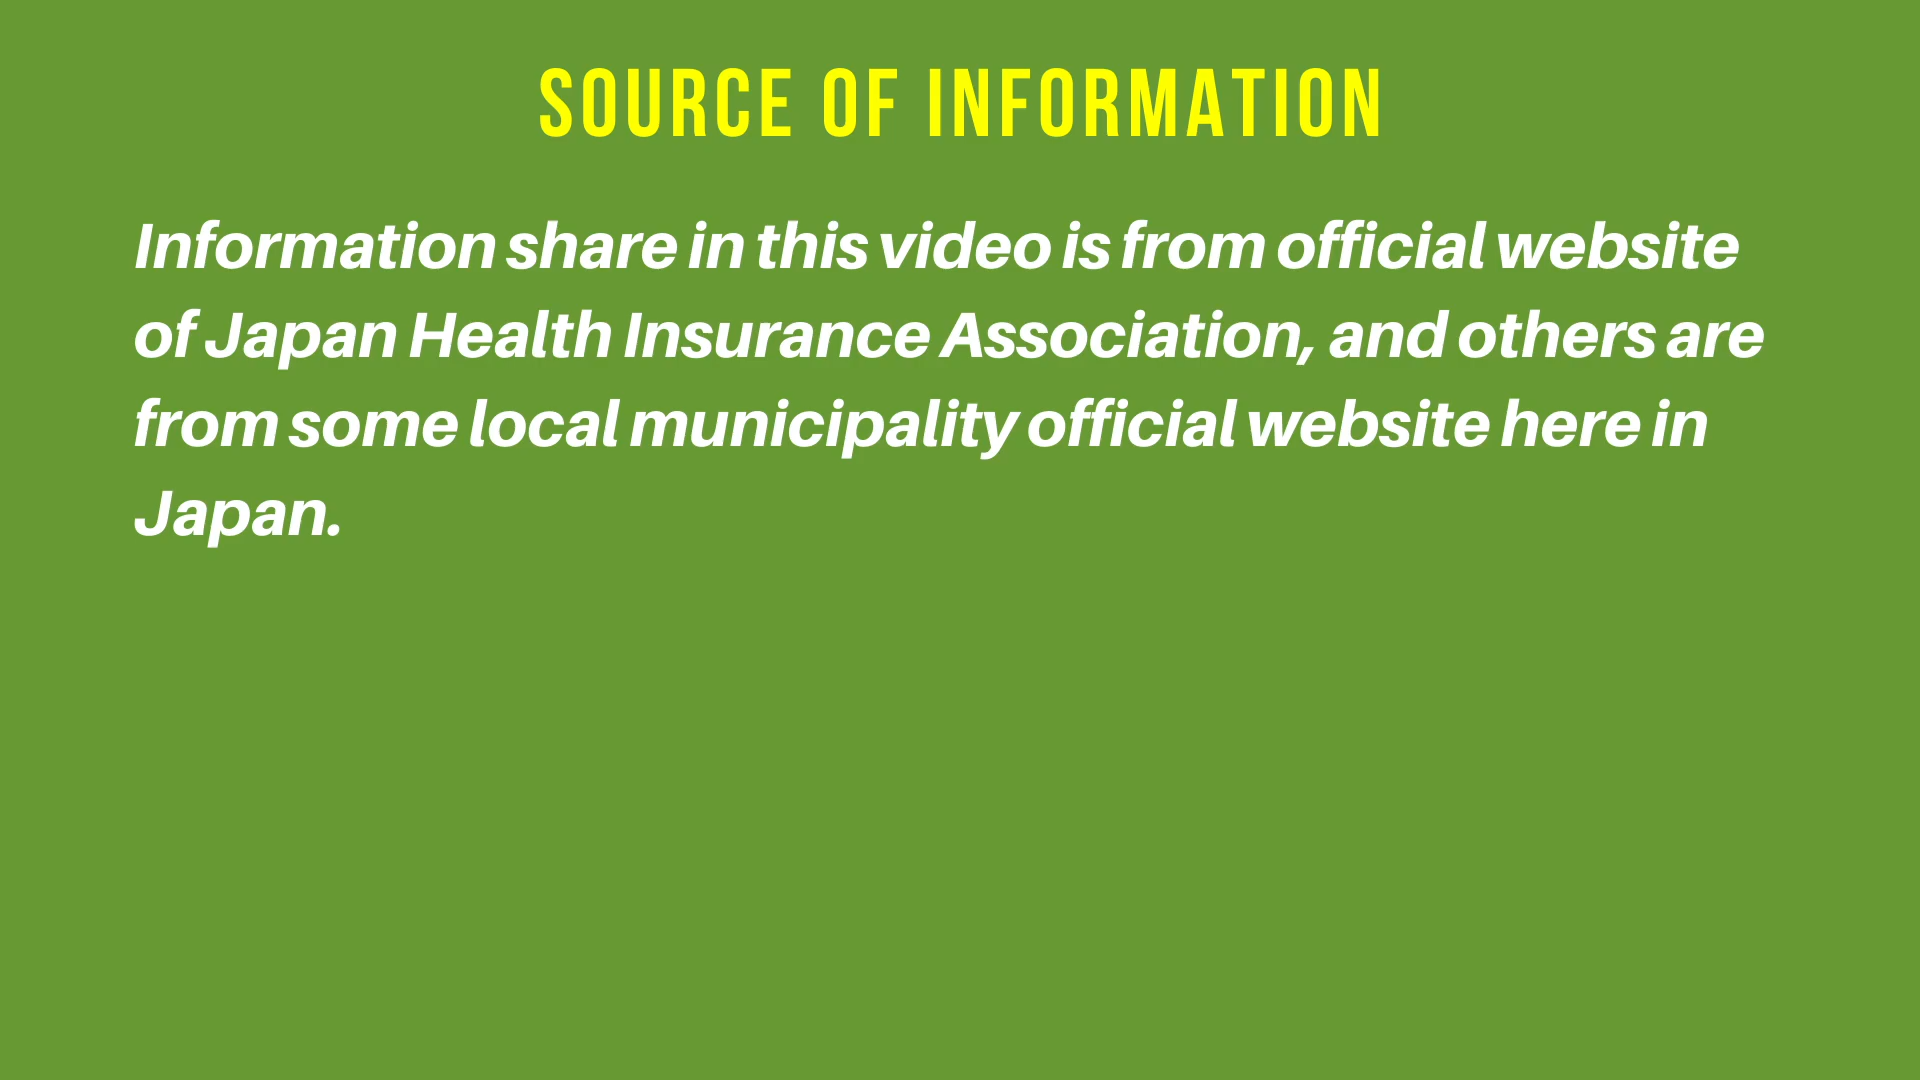 SOURCE OF INFORMATION
Information share in this video is from official website
of Japan Health Insurance Association, and others are
from some local municipality official website here in
Japan.